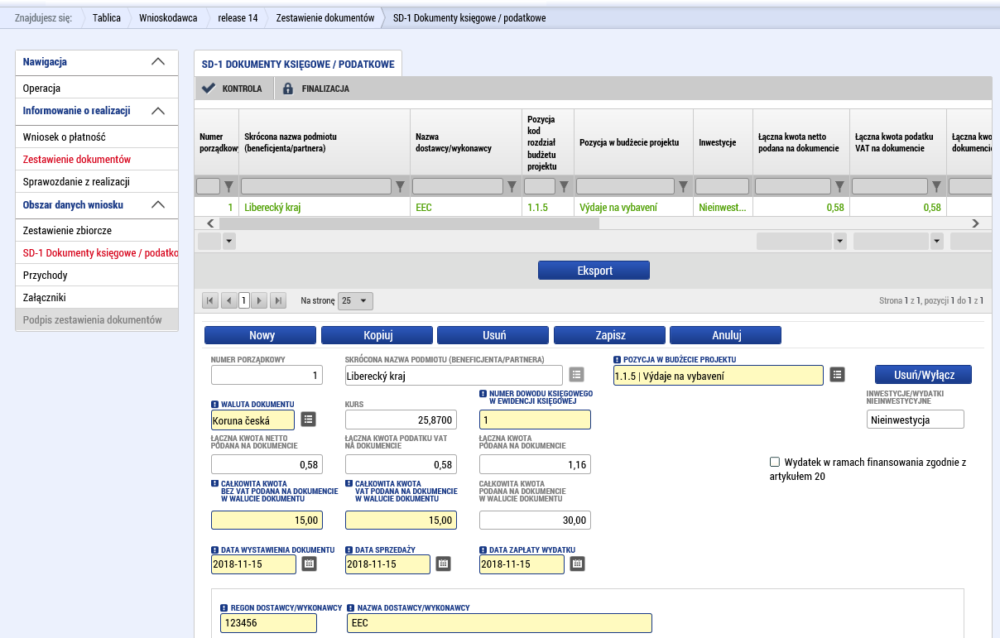 Znajdujesz się: Tablica Wnioskodawca release 14 Zestawienie dokumentów SD-1 Dokumenty księgowe / podatkowe
Nawigacja
Operacja
Informowanie o realizacji
Wniosek o płatność
Zestawienie dokumentów
Sprawozdanie z realizacji
Obszar danych wniosku
Zestawienie zbiorcze
SD-1 Dokumenty księgowe / podatko
Przychody
Załączniki
Podpis zestawienia dokumentów
SD-1 DOKUMENTY KSIĘGOWE / PODATKOWE
KONTROLA FINALIZACJA
Numer
porządkow
Skrócona nazwa podmiotu
(beneficjenta/partnera)
Nazwa
dostawcy/wykonawcy
Pozycja
kod
rozdział
budżetu
projektu
Pozycja w budżecie projektu
Inwestycje
Łączna kwota netto
podana na dokumencie
Łączna kwota podatku
VAT na dokumencie
Łączna kwo
dokumencie
1 Liberecký kraj EEC 1.1.5 Výdaje na vybavení Nieinwest... 0,58 0,58
Eksport
1 Na stronę 25 Strona 1 z 1, pozycji 1 do 1 z 1
Nowy Kopiuj Usuń Zapisz Anuluj
NUMER PORZĄDKOWY
1
SKRÓCONA NAZWA PODMIOTU (BENEFICJENTA/PARTNERA)
Liberecký kraj
POZYCJA W BUDŻECIE PROJEKTU
1.1.5 | Výdaje na vybavení
Usuń/Wyłącz
WALUTA DOKUMENTU
Koruna česká
KURS
25,8700
NUMER DOWODU KSIĘGOWEGO
W EWIDENCJI KSIĘGOWEJ
1
INWESTYCJE/WYDATKI
NIEINWESTYCYJNE
Nieinwestycja
ŁĄCZNA KWOTA NETTO
PODANA NA DOKUMENCIE
0,58
ŁĄCZNA KWOTA PODATKU VAT
NA DOKUMENCIE
0,58
ŁĄCZNA KWOTA
PODANA NA DOKUMENCIE
1,16
Wydatek w ramach finansowania zgodnie z
artykułem 20
CAŁKOWITA KWOTA
BEZ VAT PODANA NA DOKUMENCIE
W WALUCIE DOKUMENTU
15,00
CAŁKOWITA KWOTA
VAT PODANA NA DOKUMENCIE
W WALUCIE DOKUMENTU
15,00
CAŁKOWITA KWOTA
PODANA NA DOKUMENCIE
W WALUCIE DOKUMENTU
30,00
DATA WYSTAWIENIA DOKUMENTU
2018-11-15
DATA SPRZEDAŻY
2018-11-15
DATA ZAPŁATY WYDATKU
2018-11-15
REGON DOSTAWCY/WYKONAWCY
123456
NAZWA DOSTAWCY/WYKONAWCY
EEC